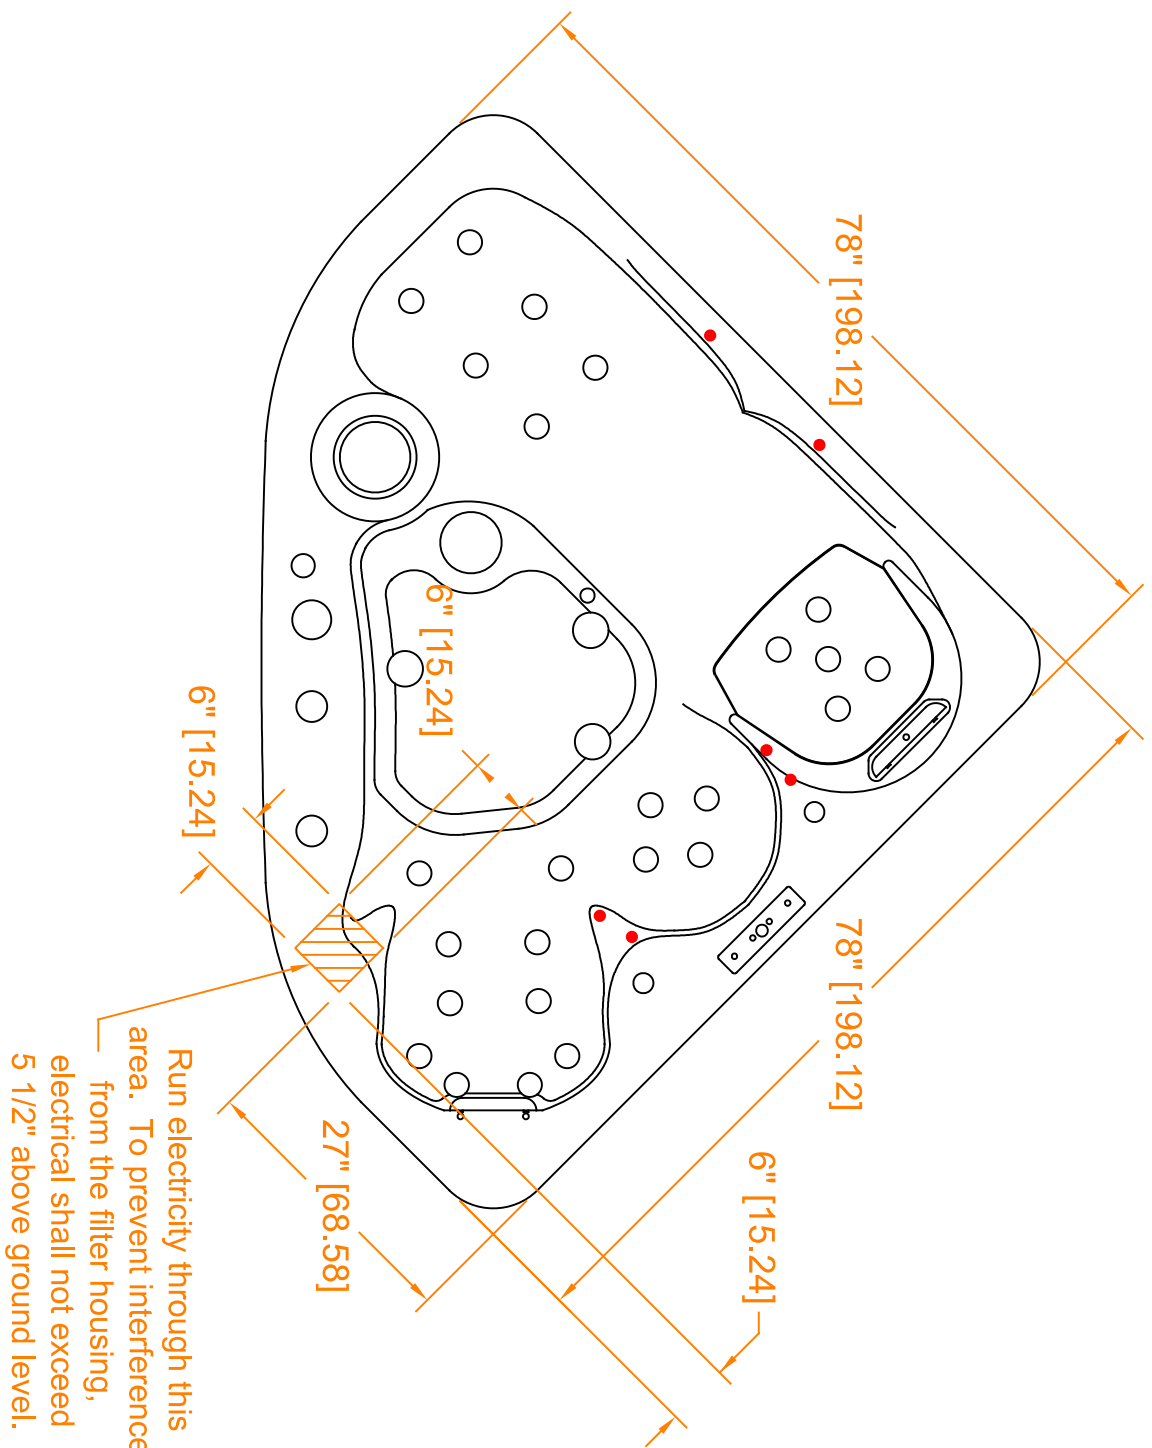 78" [198.12]
78" [198.12]
6" [15.24]
6" [15.24]
6" [15.24]
27" [68.58]
Run electricity through this
area.  To prevent interference
from the filter housing,
electrical shall not exceed
5 1/2" above ground level.